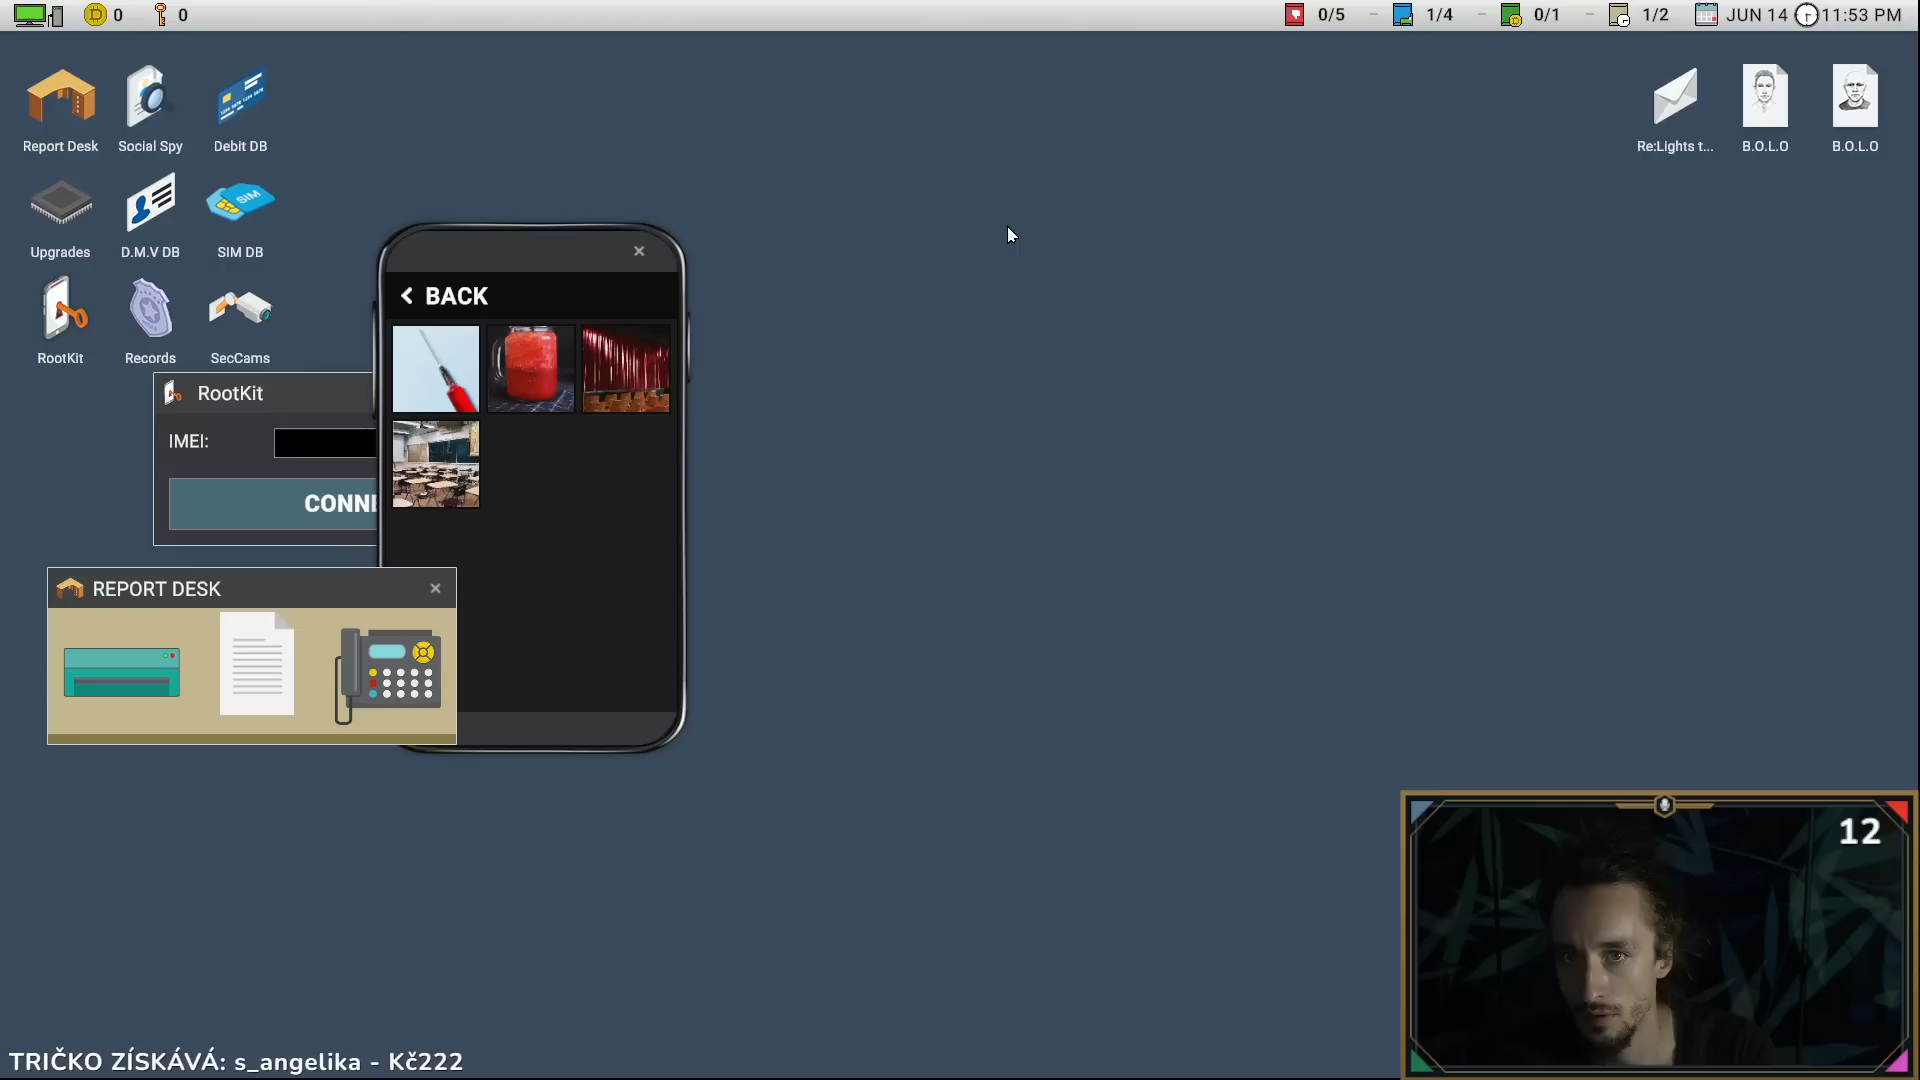 0
0
0/5
1/4
0/1
1/2
JUN 14
11:53 PM
Report Desk
Social Spy
Debit DB
Re:Lights t...
B.O.L.O
B.O.L.O
Upgrades
D.M.V DB
SIM DB
RootKit
Records
SecCams
BACK
RootKit
IMEI:
CONNE
REPORT DESK
12
TRIČKO ZÍSKÁVÁ: s_angelika - Kč222